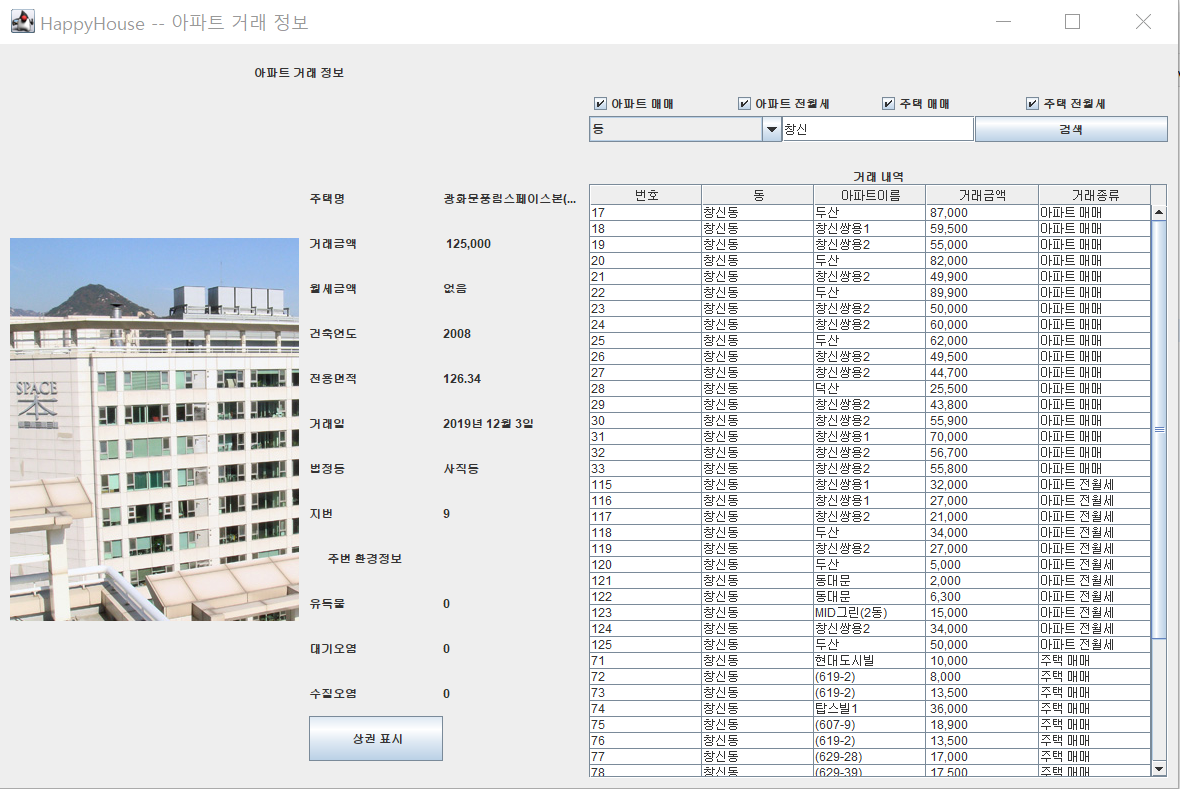 HappyHouse -- 아파트 거래 정보
아파트 거래 정보
아파트 매매 아파트 전월세 주택 매매 주택 전월세
동 창신 검색
주택명 광화문풍림스페이스본(...
거래금액 125,000
월세금액 없음
건축연도 2008
전용면적 126.34
거래일 2019년 12월 3일
법정동 사직동
지번 9
주변 환경정보
유득물 0
대기오염 0
수질오염 0
상권 표시
SPACE
本
거래 내역
번호 동 아파트이름 거래금액 거래종류
17 창신동 두산 87,000 아파트 매매
18 창신동 창신쌍용1 59,500 아파트 매매
19 창신동 창신쌍용2 55,000 아파트 매매
20 창신동 두산 82,000 아파트 매매
21 창신동 창신쌍용2 49,900 아파트 매매
22 창신동 두산 89,900 아파트 매매
23 창신동 창신쌍용2 50,000 아파트 매매
24 창신동 창신쌍용2 60,000 아파트 매매
25 창신동 두산 62,000 아파트 매매
26 창신동 창신쌍용2 49,500 아파트 매매
27 창신동 창신쌍용2 44,700 아파트 매매
28 창신동 덕산 25,500 아파트 매매
29 창신동 창신쌍용2 43,800 아파트 매매
30 창신동 창신쌍용2 55,900 아파트 매매
31 창신동 창신쌍용1 70,000 아파트 매매
32 창신동 창신쌍용2 56,700 아파트 매매
33 창신동 창신쌍용2 55,800 아파트 매매
115 창신동 창신쌍용1 32,000 아파트 전월세
116 창신동 창신쌍용1 27,000 아파트 전월세
117 창신동 창신쌍용2 21,000 아파트 전월세
118 창신동 두산 34,000 아파트 전월세
119 창신동 창신쌍용2 27,000 아파트 전월세
120 창신동 두산 5,000 아파트 전월세
121 창신동 동대문 2,000 아파트 전월세
122 창신동 동대문 6,300 아파트 전월세
123 창신동 MID그린(2동) 15,000 아파트 전월세
124 창신동 창신쌍용2 34,000 아파트 전월세
125 창신동 두산 50,000 아파트 전월세
71 창신동 현대도시빌 10,000 주택 매매
72 창신동 (619-2) 8,000 주택 매매
73 창신동 (619-2) 13,500 주택 매매
74 창신동 탑스빌1 36,000 주택 매매
75 창신동 (607-9) 18,900 주택 매매
76 창신동 (619-2) 13,500 주택 매매
77 창신동 (629-28) 17,000 주택 매매
78 창신동 (629-39) 17,500 주택 매매